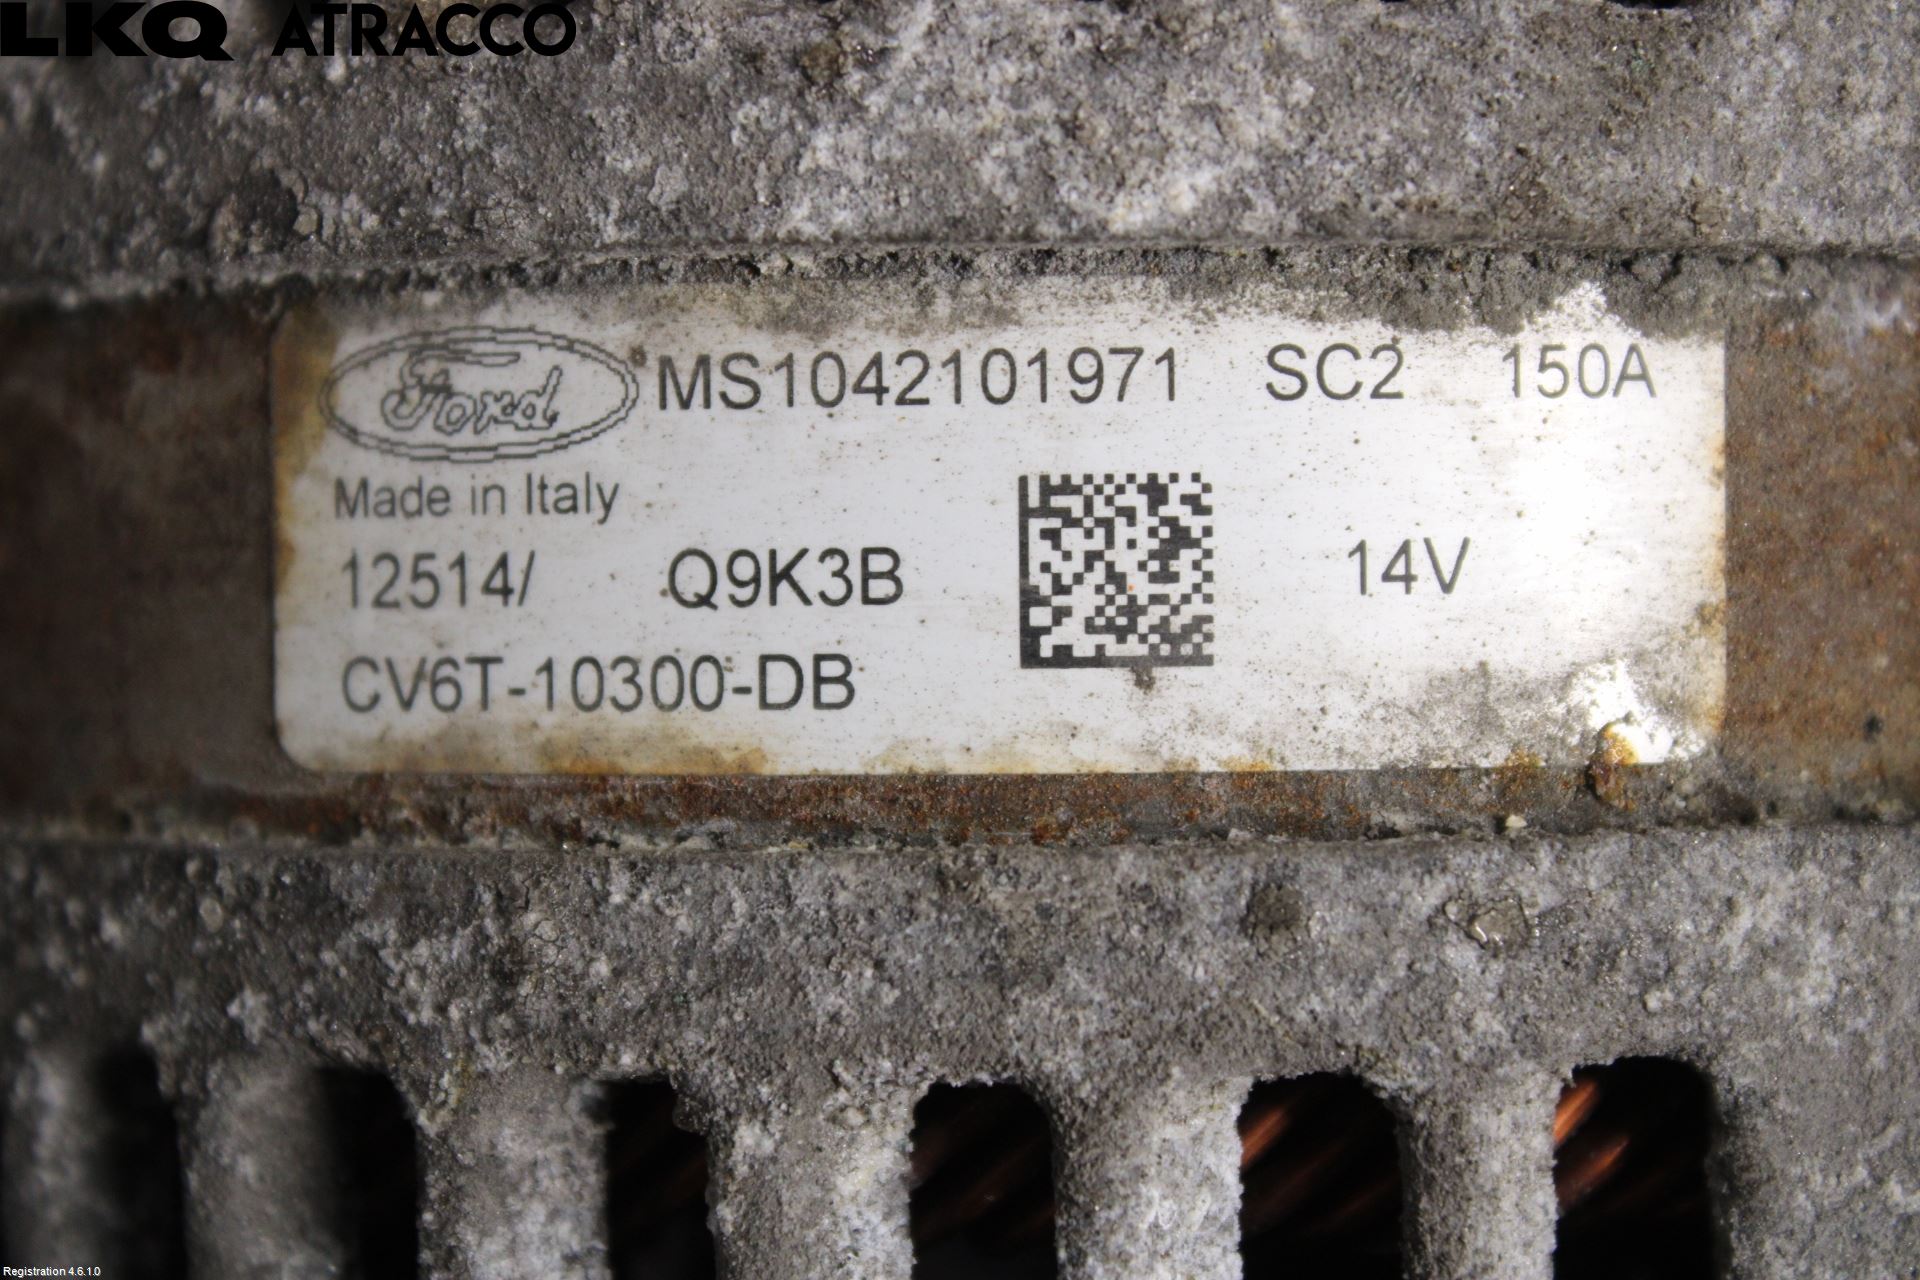 LKQ ATRACCO
Ford MS1042101971 SC2 150A
Made in Italy
12514/ Q9K3B 14V
CV6T-10300-DB
Registration 4.6.1.0